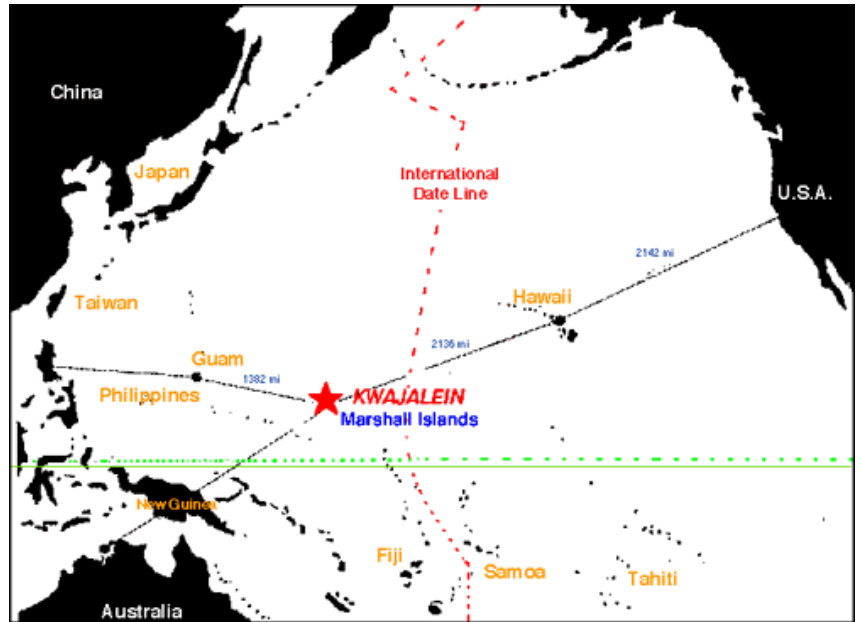 China
Japan
International
Date Line
U.S.A.
2142 mi
Taiwan
Hawaii
2136 mi
Guam
1382 mi
Philippines
KWAJALEIN
Marshall Islands
New Guinea
Fiji
Samoa
Tahiti
Australia